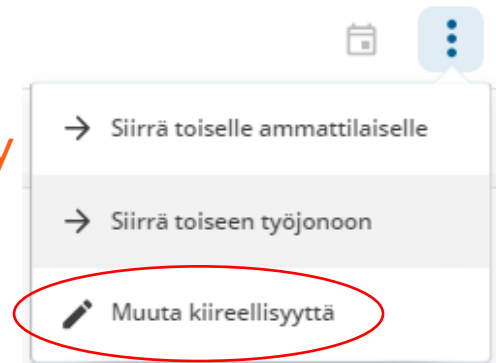 Siirrä toiselle ammattilaiselle
Siirrä toiseen työjonoon
Muuta kiireellisyyttä